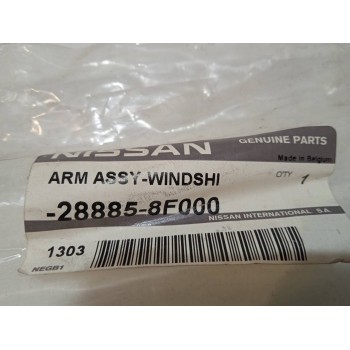 NISSAN
GENUINE PARTS
Made in Belgium
ARM ASSY-WINDSHI
QTY 1
-28885-8F000
NISSAN INTERNATIONAL S.A.
1303
NEGB1